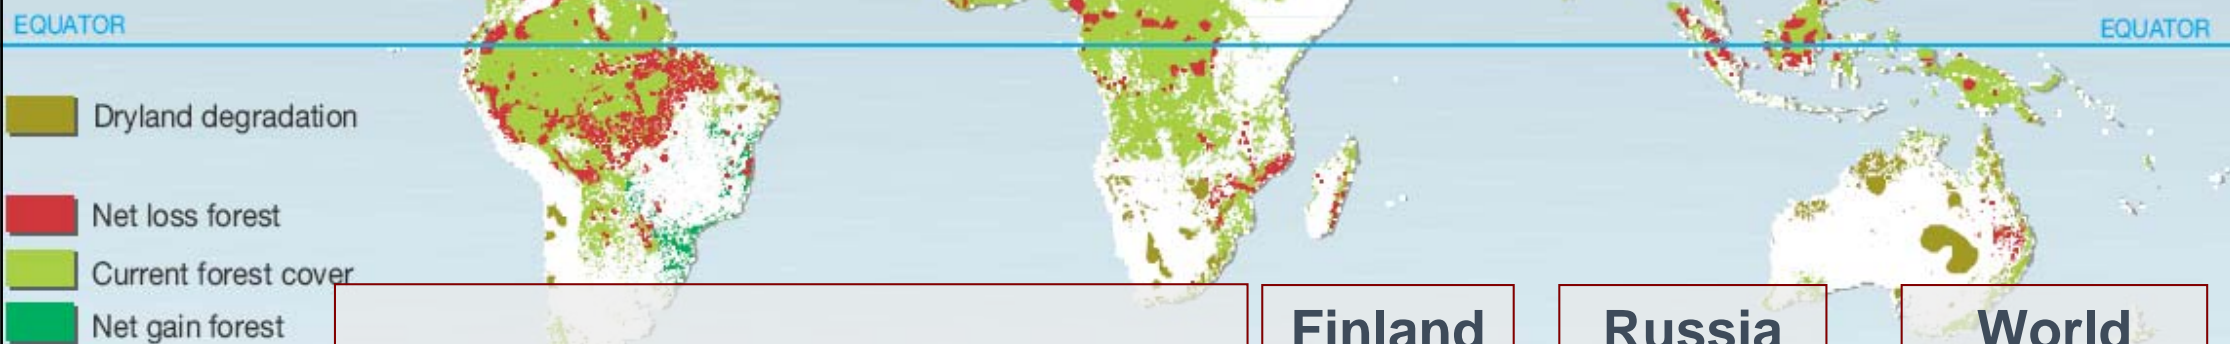 EQUATOR
EQUATOR
Dryland degradation
Net loss forest
Current forest cover
Net gain forest
Finland
Russia
World